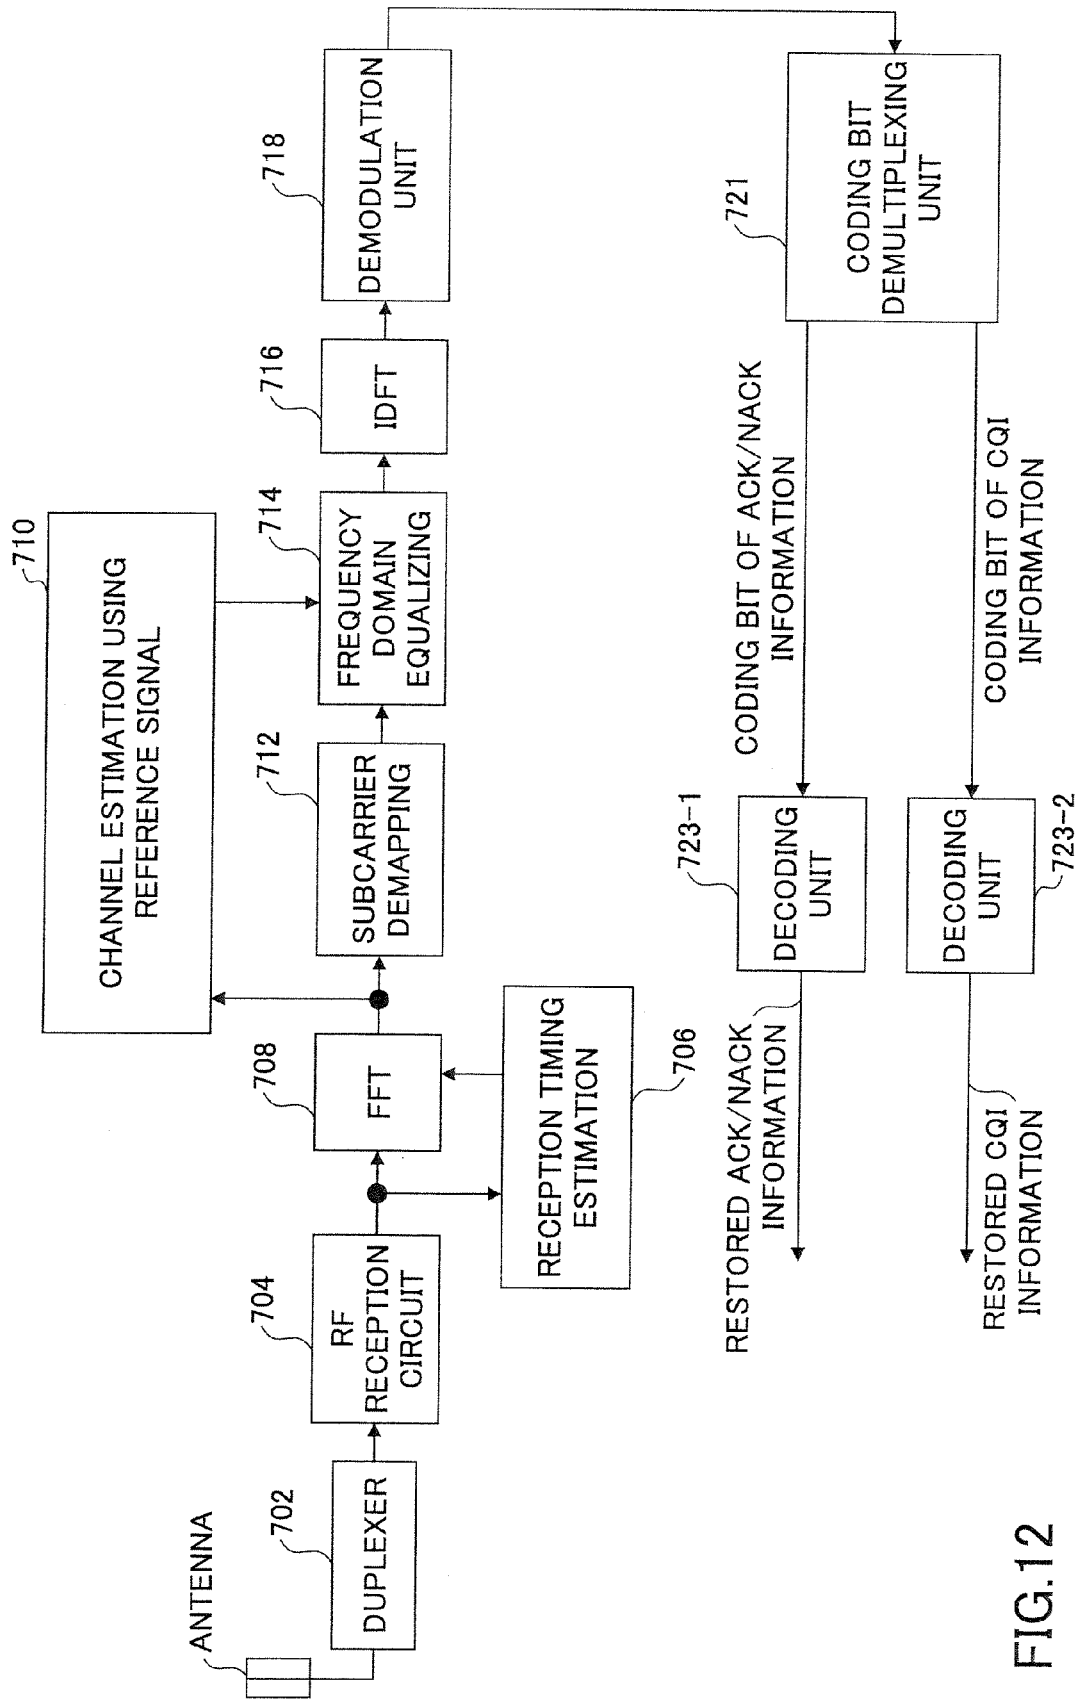 ANTENNA
702
DUPLEXER
704
RF
RECEPTION
CIRCUIT
708
FFT
RECEPTION TIMING
ESTIMATION
706
710
CHANNEL ESTIMATION USING
REFERENCE SIGNAL
712
SUBCARRIER
DEMAPPING
714
FREQUENCY
DOMAIN
EQUALIZING
716
IDFT
718
DEMODULATION
UNIT
721
CODING BIT
DEMULTIPLEXING
UNIT
CODING BIT OF ACK/NACK
INFORMATION
CODING BIT OF CQI
INFORMATION
723-1
DECODING
UNIT
DECODING
UNIT
723-2
RESTORED ACK/NACK
INFORMATION
RESTORED CQI
INFORMATION
FIG.12